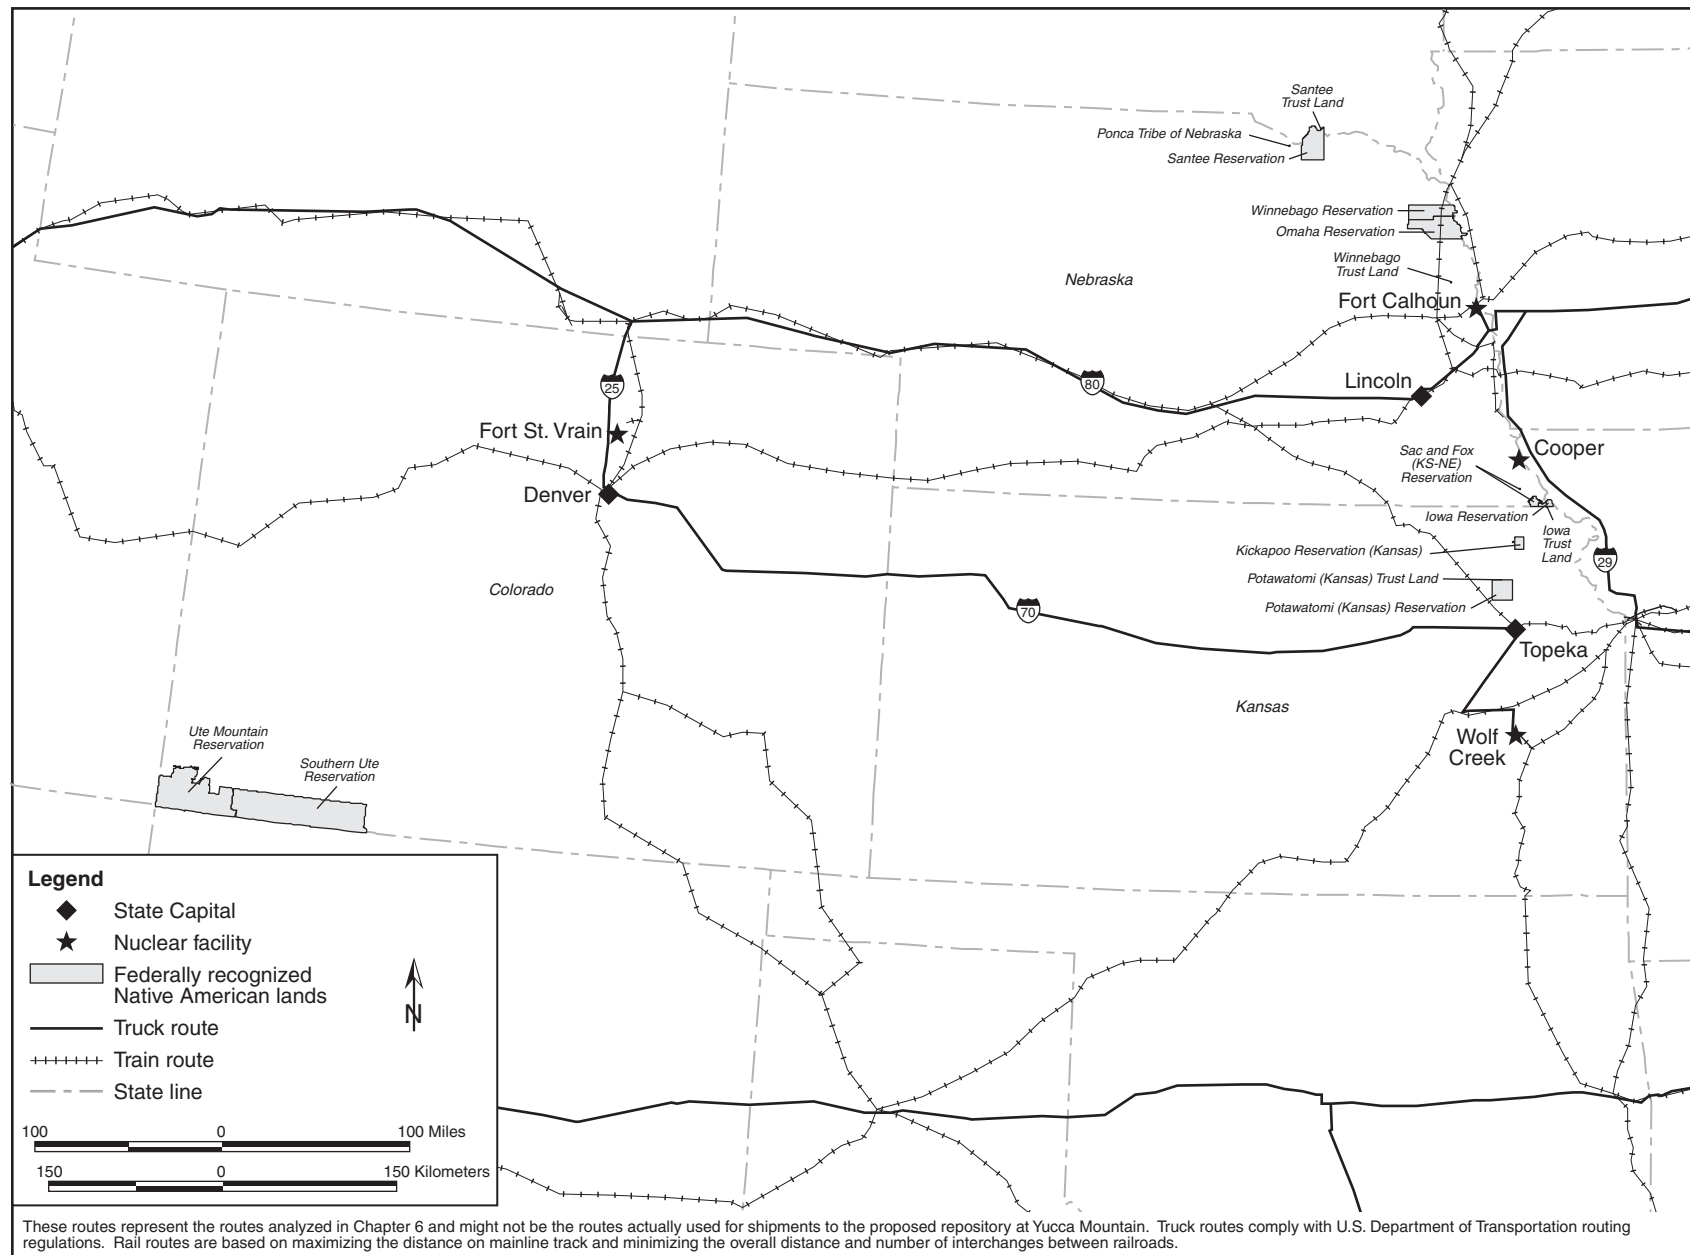 Santee
Trust Land
Ponca Tribe of Nebraska
Santee Reservation
Winnebago Reservation
Omaha Reservation
Winnebago
Trust Land
Nebraska
Fort Calhoun
25
80
Lincoln
Fort St. Vrain
Cooper
Sac and Fox
(KS-NE)
Reservation
Denver
Iowa Reservation
Iowa
Trust
Land
Kickapoo Reservation (Kansas)
29
Colorado
Potawatomi (Kansas) Trust Land
Potawatomi (Kansas) Reservation
70
Topeka
Kansas
Wolf
Creek
Ute Mountain
Reservation
Southern Ute
Reservation
Legend
State Capital
Nuclear facility
Federally recognized
Native American lands
Truck route
Train route
State line
N
100 0 100 Miles
150 0 150 Kilometers
These routes represent the routes analyzed in Chapter 6 and might not be the routes actually used for shipments to the proposed repository at Yucca Mountain. Truck routes comply with U.S. Department of Transportation routing
regulations. Rail routes are based on maximizing the distance on mainline track and minimizing the overall distance and number of interchanges between railroads.